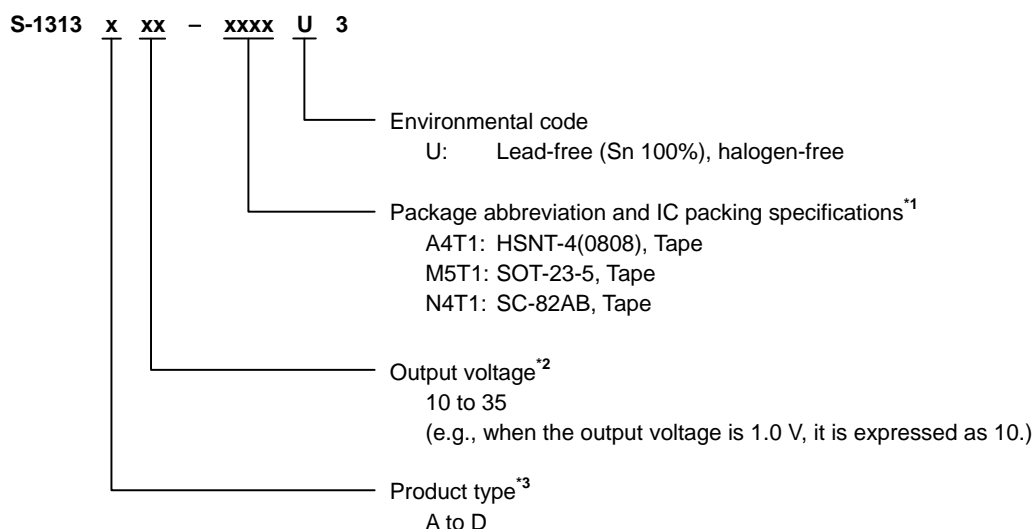 S-1313 x xx – xxxx U 3
Environmental code
U: Lead-free (Sn 100%), halogen-free
Package abbreviation and IC packing specifications*1
A4T1: HSNT-4(0808), Tape
M5T1: SOT-23-5, Tape
N4T1: SC-82AB, Tape
Output voltage*2
10 to 35
(e.g., when the output voltage is 1.0 V, it is expressed as 10.)
Product type*3
A to D